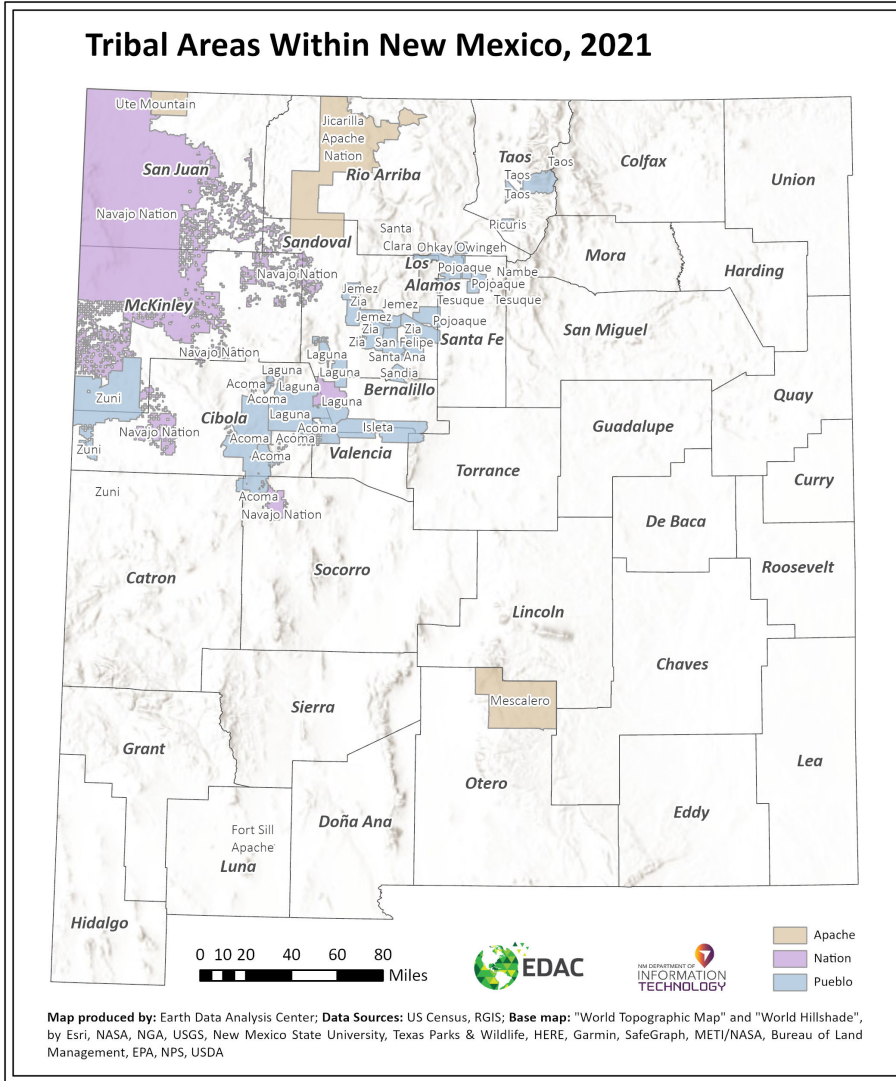 Tribal Areas Within New Mexico, 2021
Ute Mountain
Jicarilla
Apache
Nation
San Juan
Rio Arriba
Taos
Taos
Taos
Taos
Colfax
Union
Navajo Nation
Picuris
Sandoval
Santa
Clara
Ohkay Owingeh
Mora
Harding
Los
Alamos
Pojoaque
Nambe
Pojoaque
Tesuque
Tesuque
Navajo Nation
McKinley
Jemez
Zia
Jemez
Jemez
Zia
Zia
Pojoaque
Zia
San Felipe
Santa Fe
San Miguel
Navajo Nation
Laguna
Santa Ana
Laguna
Laguna
Sandia
Acoma
Laguna
Bernalillo
Quay
Zuni
Acoma
Laguna
Cibola
Laguna
Guadalupe
Navajo Nation
Acoma
Isleta
Acoma
Acoma
Valencia
Zuni
Acoma
Torrance
Curry
Zuni
Acoma
Navajo Nation
De Baca
Roosevelt
Catron
Socorro
Lincoln
Chaves
Mescalero
Sierra
Grant
Lea
Otero
Eddy
Doña Ana
Fort Sill
Apache
Luna
Hidalgo
0 10 20 40 60 80
Miles
EDAC
NM DEPARTMENT OF
INFORMATION
TECHNOLOGY
Apache
Nation
Pueblo
Map produced by: Earth Data Analysis Center; Data Sources: US Census, RGIS; Base map: "World Topographic Map" and "World Hillshade",
by Esri, NASA, NGA, USGS, New Mexico State University, Texas Parks & Wildlife, HERE, Garmin, SafeGraph, METI/NASA, Bureau of Land
Management, EPA, NPS, USDA